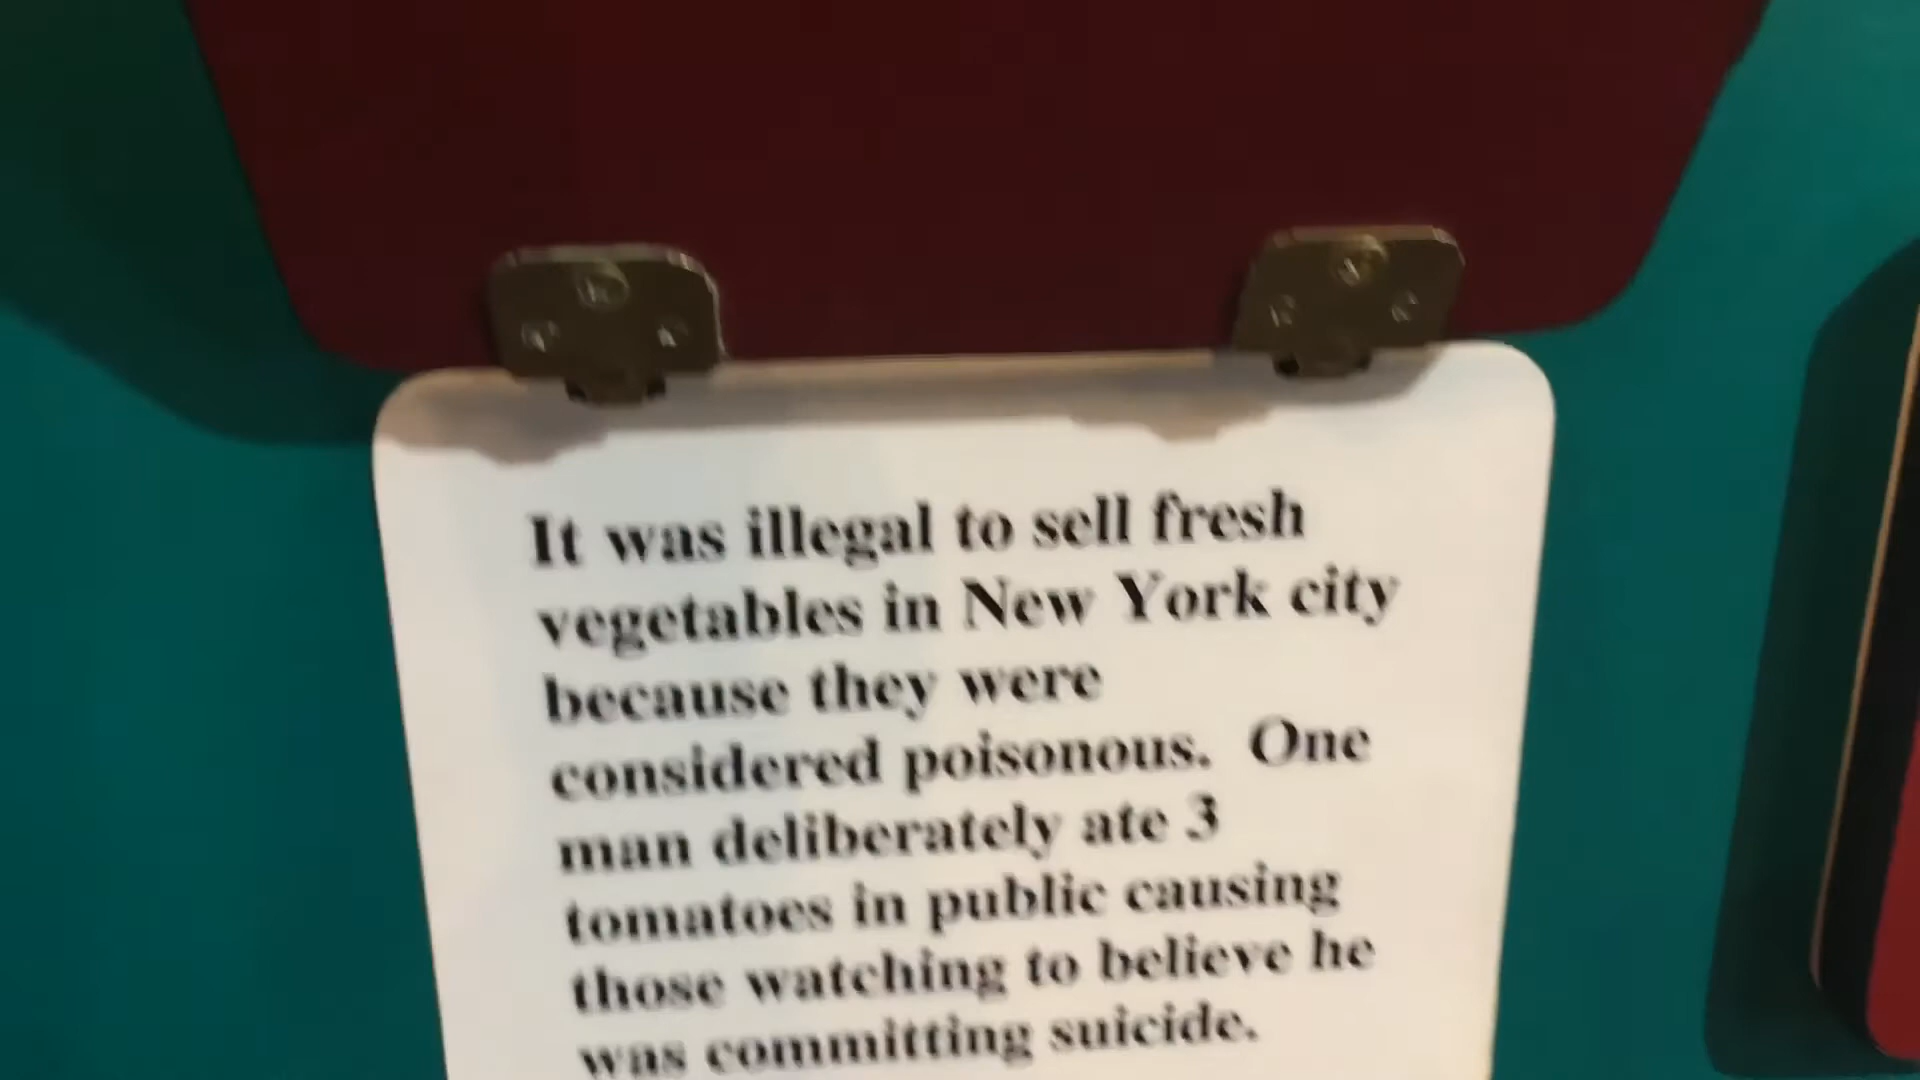 It was illegal to sell fresh
vegetables in New York city
because they were
considered poisonous. One
man deliberately ate 3
tomatoes in public causing
those watching to believe he
was committing suicide.